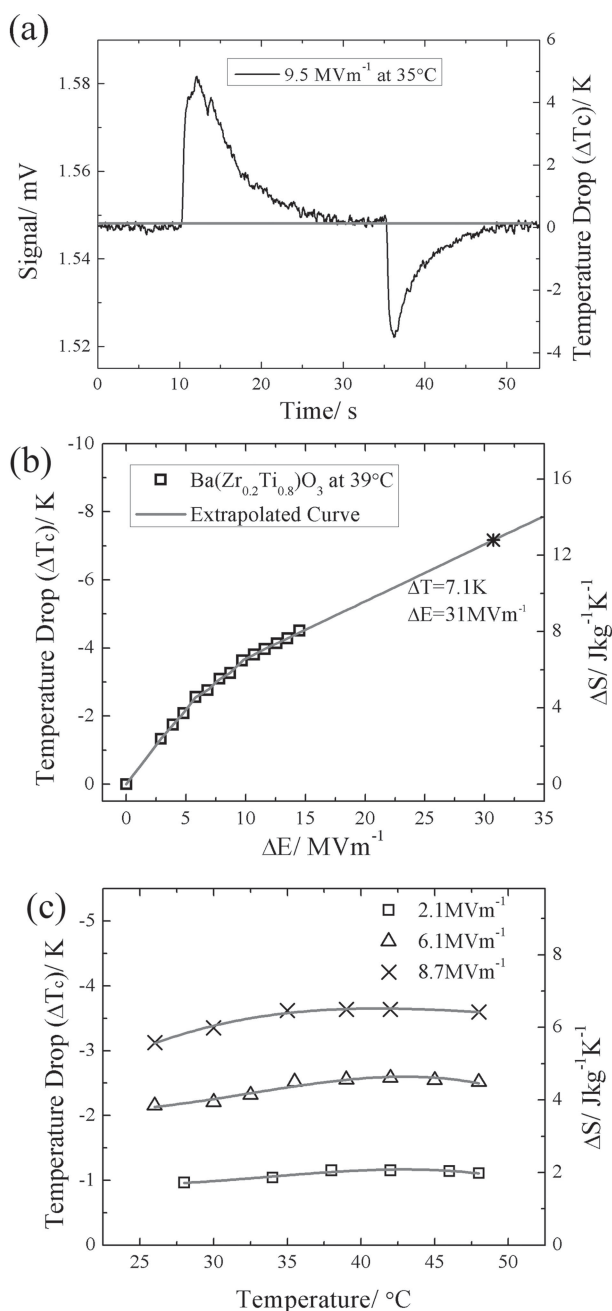 (a)
9.5 MVm⁻¹ at 35°C
1.58
1.56
1.54
1.52
Signal/ mV
6
4
2
0
-2
-4
Temperature Drop (ΔTc)/ K
0
10
20
30
40
50
Time/ s
(b)
Ba(Zr₀.₂Ti₀.₈)O₃ at 39°C
Extrapolated Curve
-10
-8
-6
-4
-2
0
Temperature Drop (ΔTc)/ K
ΔT=7.1K
ΔE=31MVm⁻¹
16
12
8
4
0
ΔS/ Jkg⁻¹K⁻¹
0
5
10
15
20
25
30
35
ΔE/ MVm⁻¹
(c)
2.1MVm⁻¹
6.1MVm⁻¹
8.7MVm⁻¹
-5
-4
-3
-2
-1
0
Temperature Drop (ΔTc)/ K
8
6
4
2
0
ΔS/ Jkg⁻¹K⁻¹
25
30
35
40
45
50
Temperature/ °C